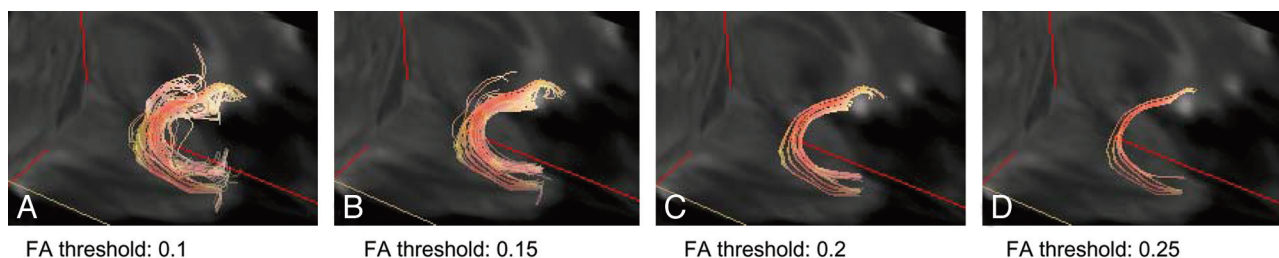 A
B
C
D
FA threshold: 0.1
FA threshold: 0.15
FA threshold: 0.2
FA threshold: 0.25